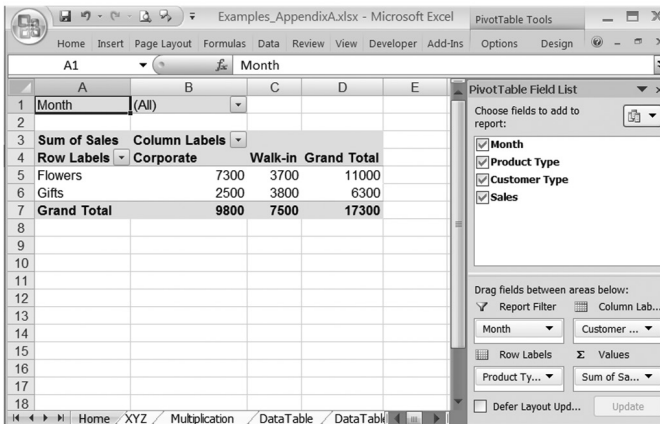 Examples_AppendixA.xlsx - Microsoft Excel
PivotTable Tools
Home Insert Page Layout Formulas Data Review View Developer Add-Ins Options Design
A1 fx Month
A B C D E
1 Month (All)
2
3 Sum of Sales Column Labels
4 Row Labels Corporate Walk-in Grand Total
5 Flowers 7300 3700 11000
6 Gifts 2500 3800 6300
7 Grand Total 9800 7500 17300
8
9
10
11
12
13
14
15
16
17
18
Home XYZ Multiplication DataTable DataTabl
PivotTable Field List
Choose fields to add to
report:
Month
Product Type
Customer Type
Sales
Drag fields between areas below:
Report Filter Column Lab...
Month Customer ...
Row Labels Σ Values
Product Ty... Sum of Sa...
Defer Layout Upd... Update